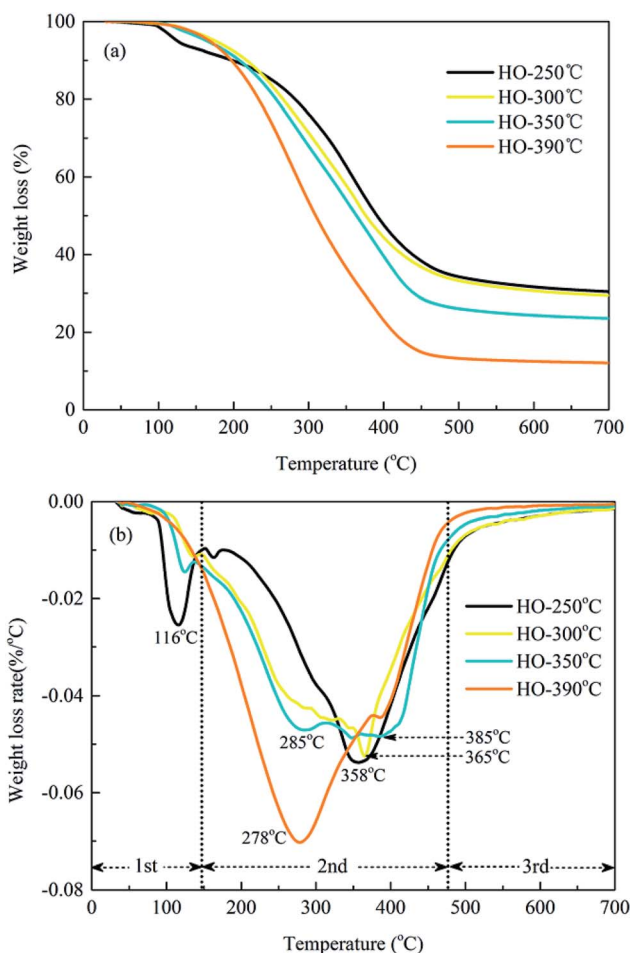 (a)
HO-250℃
HO-300℃
HO-350℃
HO-390℃
100
80
60
40
20
0
Weight loss (%)
0 100 200 300 400 500 600 700
Temperature (°C)
(b)
0.00
-0.02
-0.04
-0.06
-0.08
Weight loss rate(%/°C)
HO-250°C
HO-300°C
HO-350°C
HO-390°C
116°C
285°C
385°C
358°C
365°C
278°C
1st 2nd 3rd
0 100 200 300 400 500 600 700
Temperature (°C)